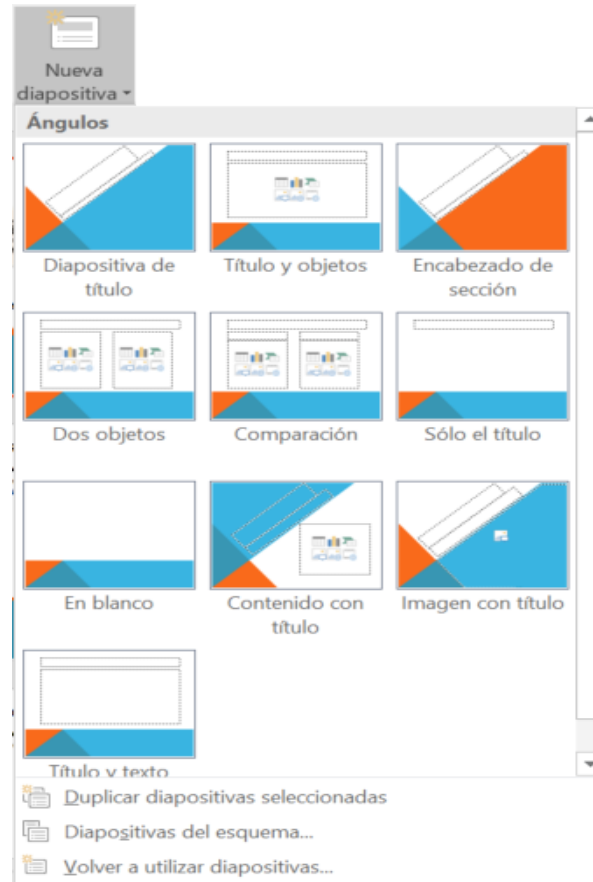 Nueva
diapositiva
Ángulos
Diapositiva de
título
Título y objetos
Encabezado de
sección
Dos objetos
Comparación
Sólo el título
En blanco
Contenido con
título
Imagen con título
Título y texto
Duplicar diapositivas seleccionadas
Diapositivas del esquema...
Volver a utilizar diapositivas...